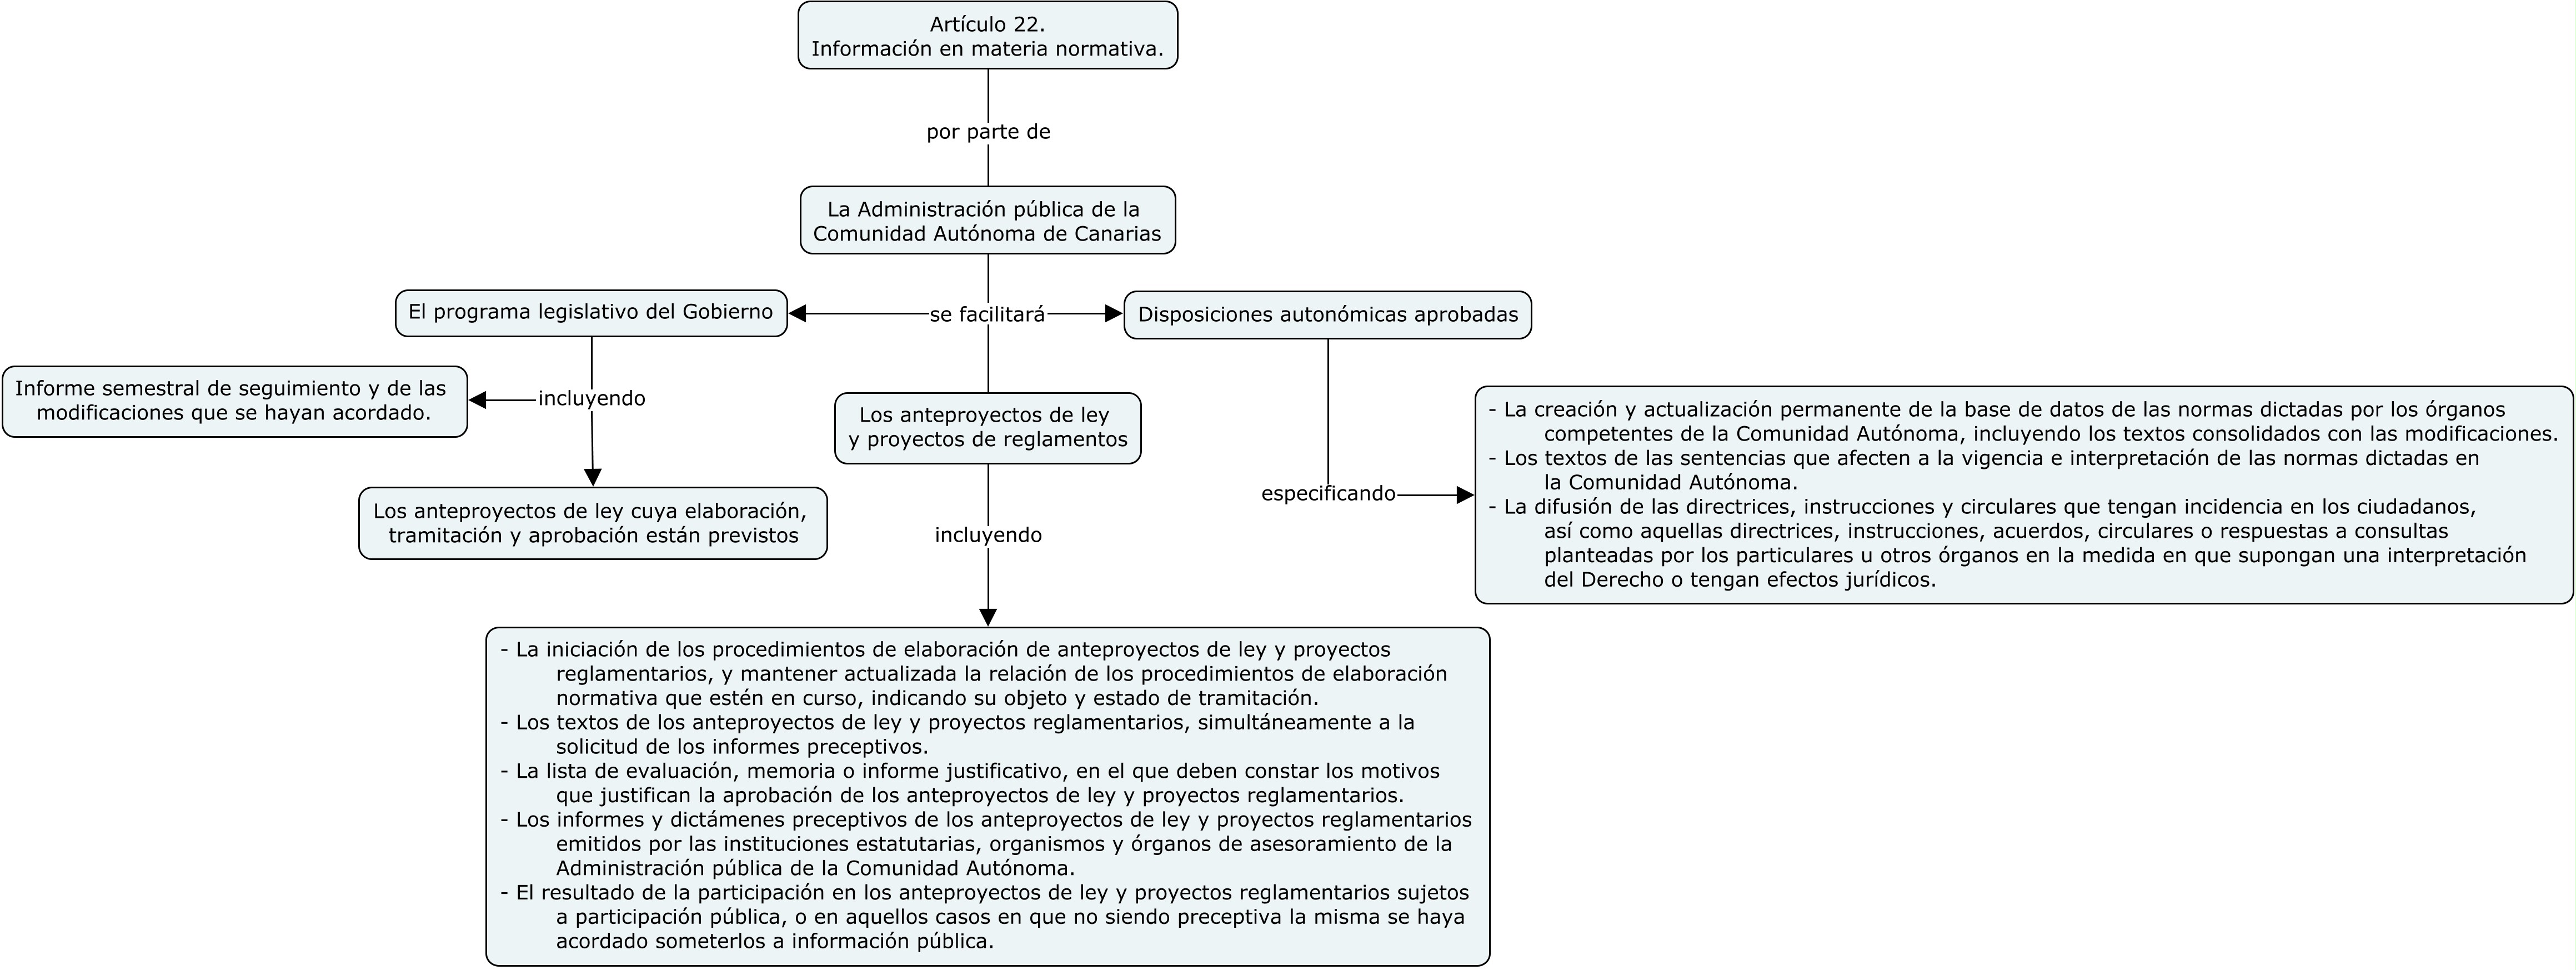 Artículo 22.
Información en materia normativa.
por parte de
La Administración pública de la
Comunidad Autónoma de Canarias
El programa legislativo del Gobierno
se facilitará
Disposiciones autonómicas aprobadas
Informe semestral de seguimiento y de las
modificaciones que se hayan acordado.
incluyendo
Los anteproyectos de ley cuya elaboración,
tramitación y aprobación están previstos
Los anteproyectos de ley
y proyectos de reglamentos
incluyendo
especificando
- La creación y actualización permanente de la base de datos de las normas dictadas por los órganos
competentes de la Comunidad Autónoma, incluyendo los textos consolidados con las modificaciones.
- Los textos de las sentencias que afecten a la vigencia e interpretación de las normas dictadas en
la Comunidad Autónoma.
- La difusión de las directrices, instrucciones y circulares que tengan incidencia en los ciudadanos,
así como aquellas directrices, instrucciones, acuerdos, circulares o respuestas a consultas
planteadas por los particulares u otros órganos en la medida en que supongan una interpretación
del Derecho o tengan efectos jurídicos.
- La iniciación de los procedimientos de elaboración de anteproyectos de ley y proyectos
reglamentarios, y mantener actualizada la relación de los procedimientos de elaboración
normativa que estén en curso, indicando su objeto y estado de tramitación.
- Los textos de los anteproyectos de ley y proyectos reglamentarios, simultáneamente a la
solicitud de los informes preceptivos.
- La lista de evaluación, memoria o informe justificativo, en el que deben constar los motivos
que justifican la aprobación de los anteproyectos de ley y proyectos reglamentarios.
- Los informes y dictámenes preceptivos de los anteproyectos de ley y proyectos reglamentarios
emitidos por las instituciones estatutarias, organismos y órganos de asesoramiento de la
Administración pública de la Comunidad Autónoma.
- El resultado de la participación en los anteproyectos de ley y proyectos reglamentarios sujetos
a participación pública, o en aquellos casos en que no siendo preceptiva la misma se haya
acordado someterlos a información pública.